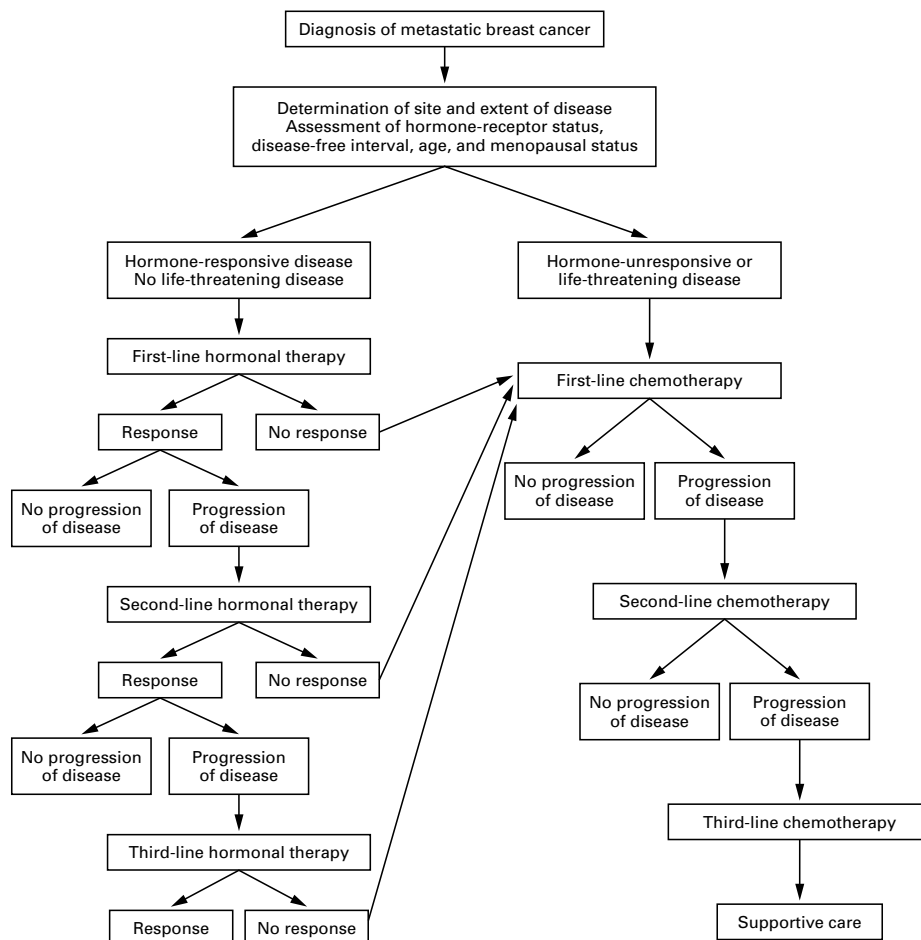 Diagnosis of metastatic breast cancer
Determination of site and extent of disease
Assessment of hormone-receptor status,
disease-free interval, age, and menopausal status
Hormone-responsive disease
No life-threatening disease
Hormone-unresponsive or
life-threatening disease
First-line hormonal therapy
First-line chemotherapy
Response
No response
No progression
of disease
Progression
of disease
No progression
of disease
Progression
of disease
Second-line hormonal therapy
Second-line chemotherapy
Response
No response
No progression
of disease
Progression
of disease
No progression
of disease
Progression
of disease
Third-line hormonal therapy
Third-line chemotherapy
Response
No response
Supportive care